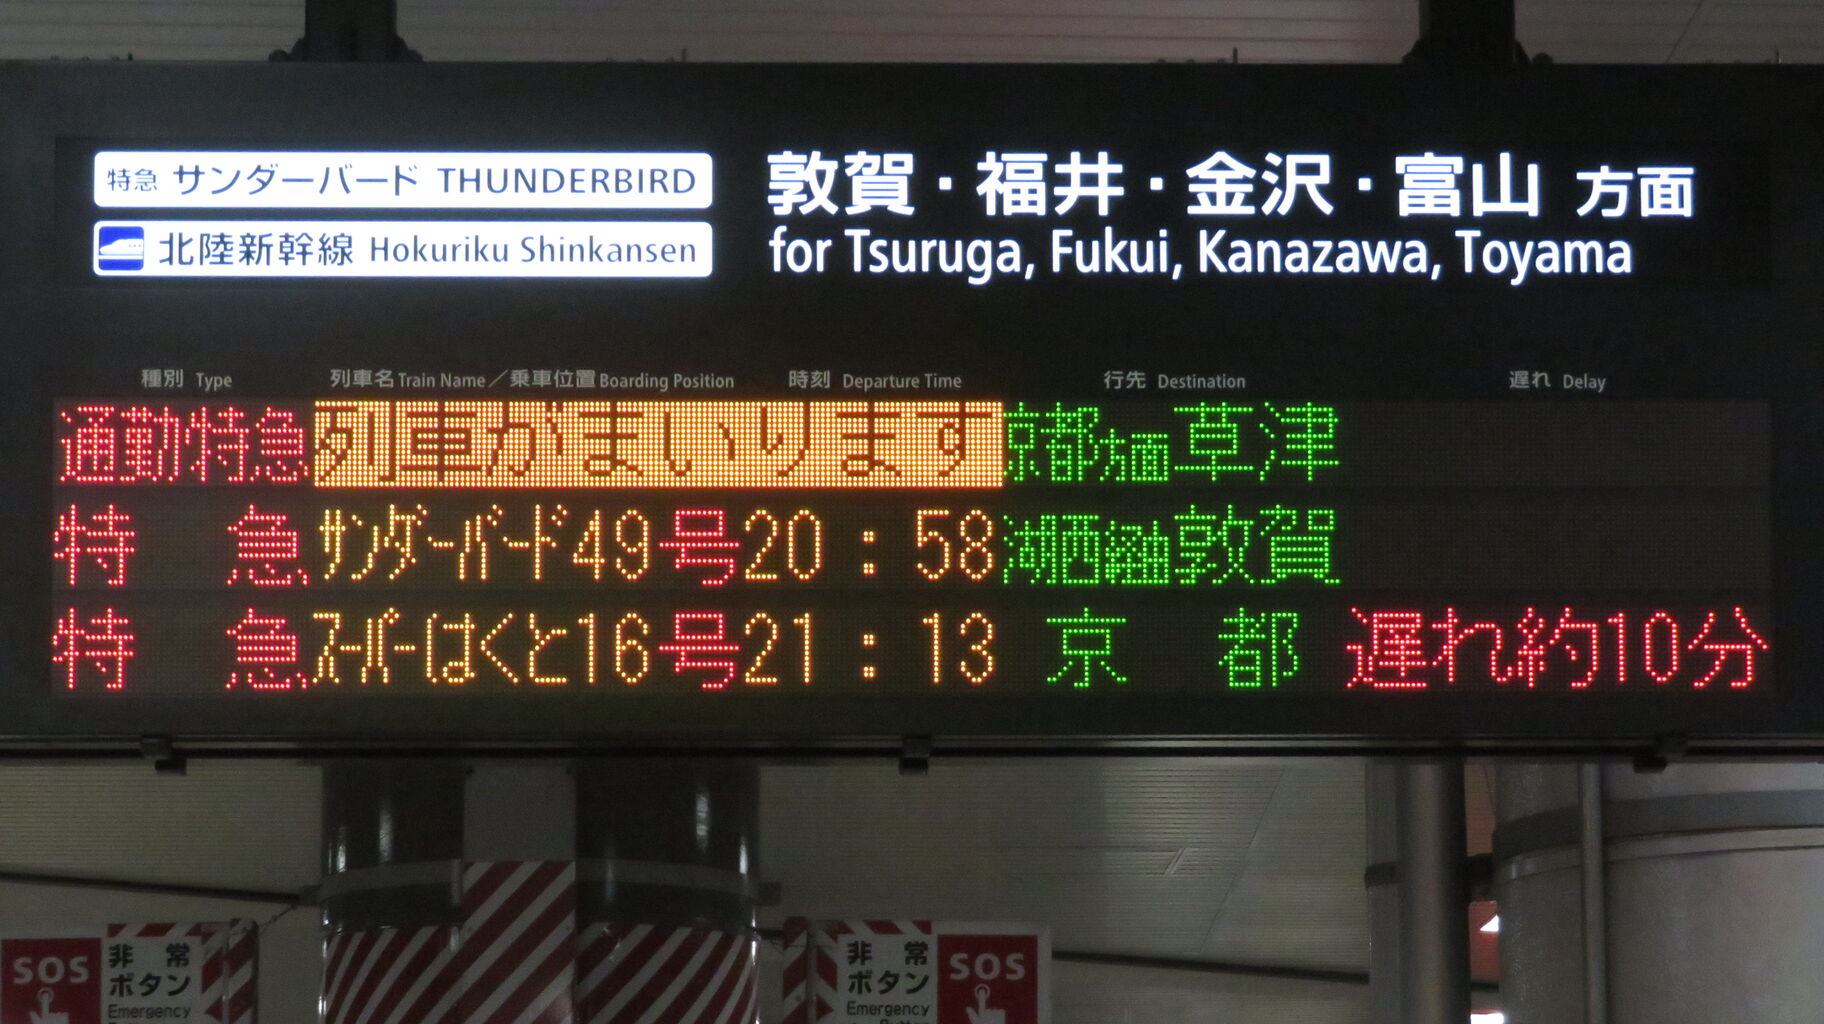 特急 サンダーバード THUNDERBIRD
北陸新幹線 Hokuriku Shinkansen
敦賀・福井・金沢・富山 方面
for Tsuruga, Fukui, Kanazawa, Toyama
種別 Type 列車名 Train Name／乗車位置 Boarding Position 時刻 Departure Time 行先 Destination 遅れ Delay
通勤特急 列車がまいります 京都方面草津
特 急 サンダーバード49号 20:58 湖西経由敦賀
特 急 スーパーはくと16号 21:13 京 都 遅れ約10分
SOS
非常
ボタン
Emergency
非常
ボタン
Emergency
SOS